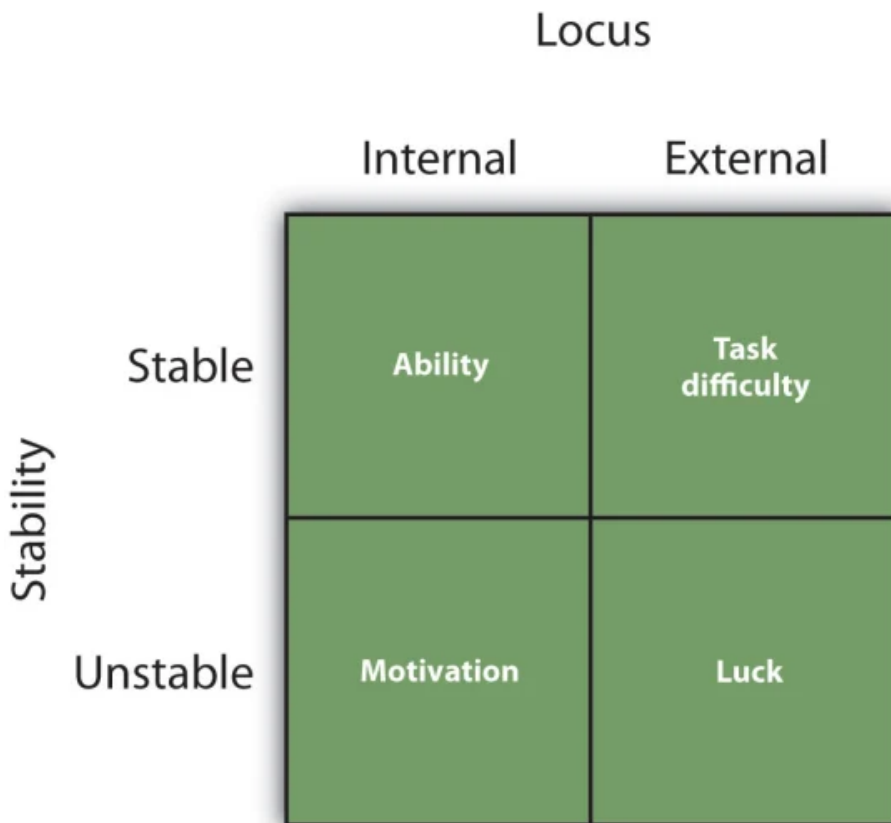 Locus
Internal External
Stable
Ability
Task
difficulty
Stability
Unstable
Motivation
Luck